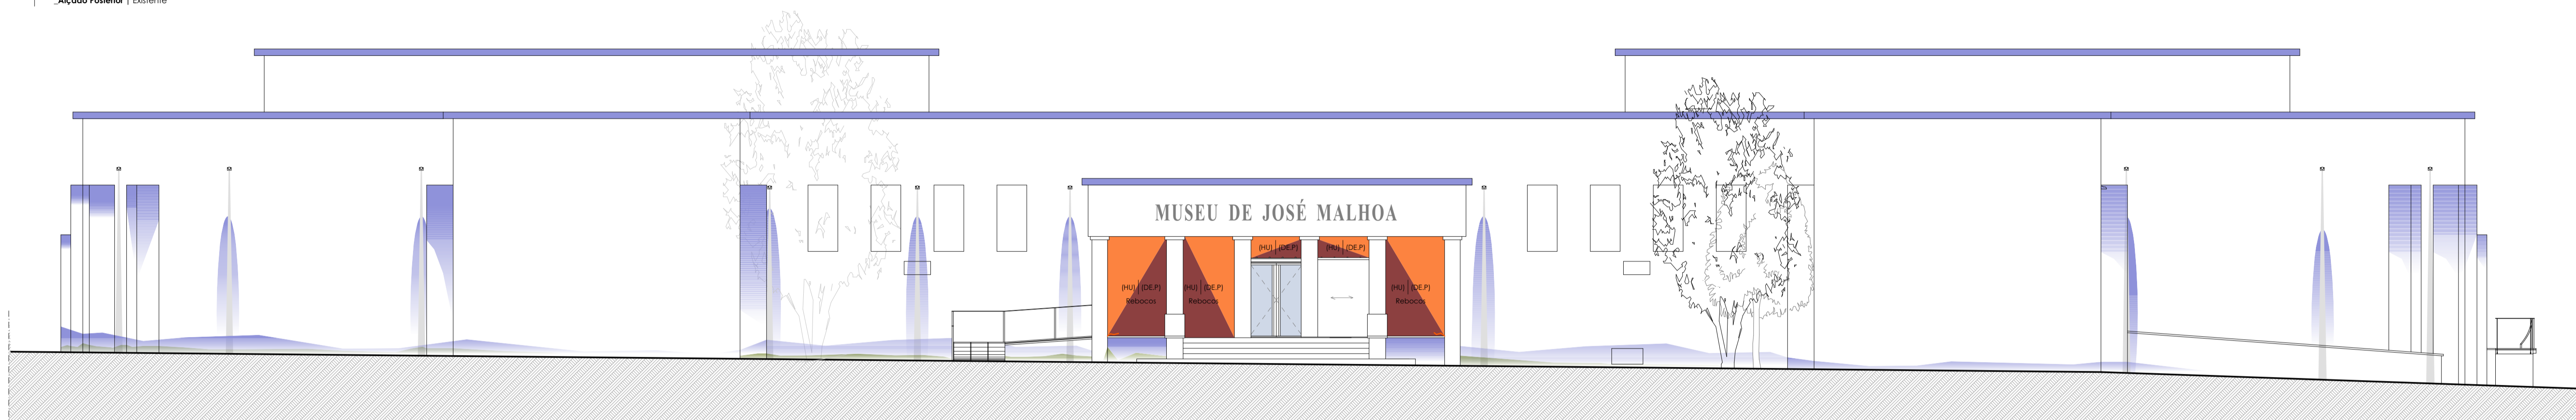 _Alçado Posterior | Existente
MUSEU DE JOSÉ MALHOA
(HU) | (DE.P)
(HU) | (DE.P)
(HU) | (DE.P)
Rebocos
(HU) | (DE.P)
Rebocos
(HU) | (DE.P)
Rebocos